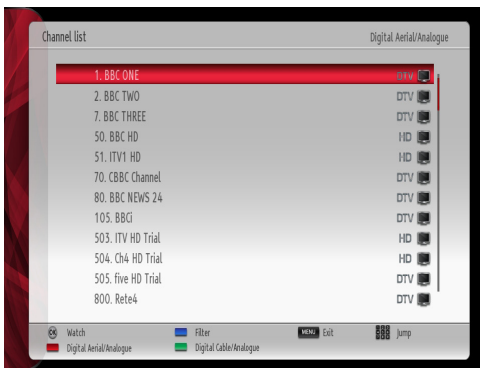 Channel list Digital Aerial/Analogue
1. BBC ONE DTV
2. BBC TWO DTV
7. BBC THREE DTV
50. BBC HD HD
51. ITV1 HD HD
70. CBBC Channel DTV
80. BBC NEWS 24 DTV
105. BBCi DTV
503. ITV HD Trial HD
504. Ch4 HD Trial HD
505. five HD Trial DTV
800. Rete4 DTV
OK Watch Filter MENU Exit Jump
Digital Aerial/Analogue Digital Cable/Analogue